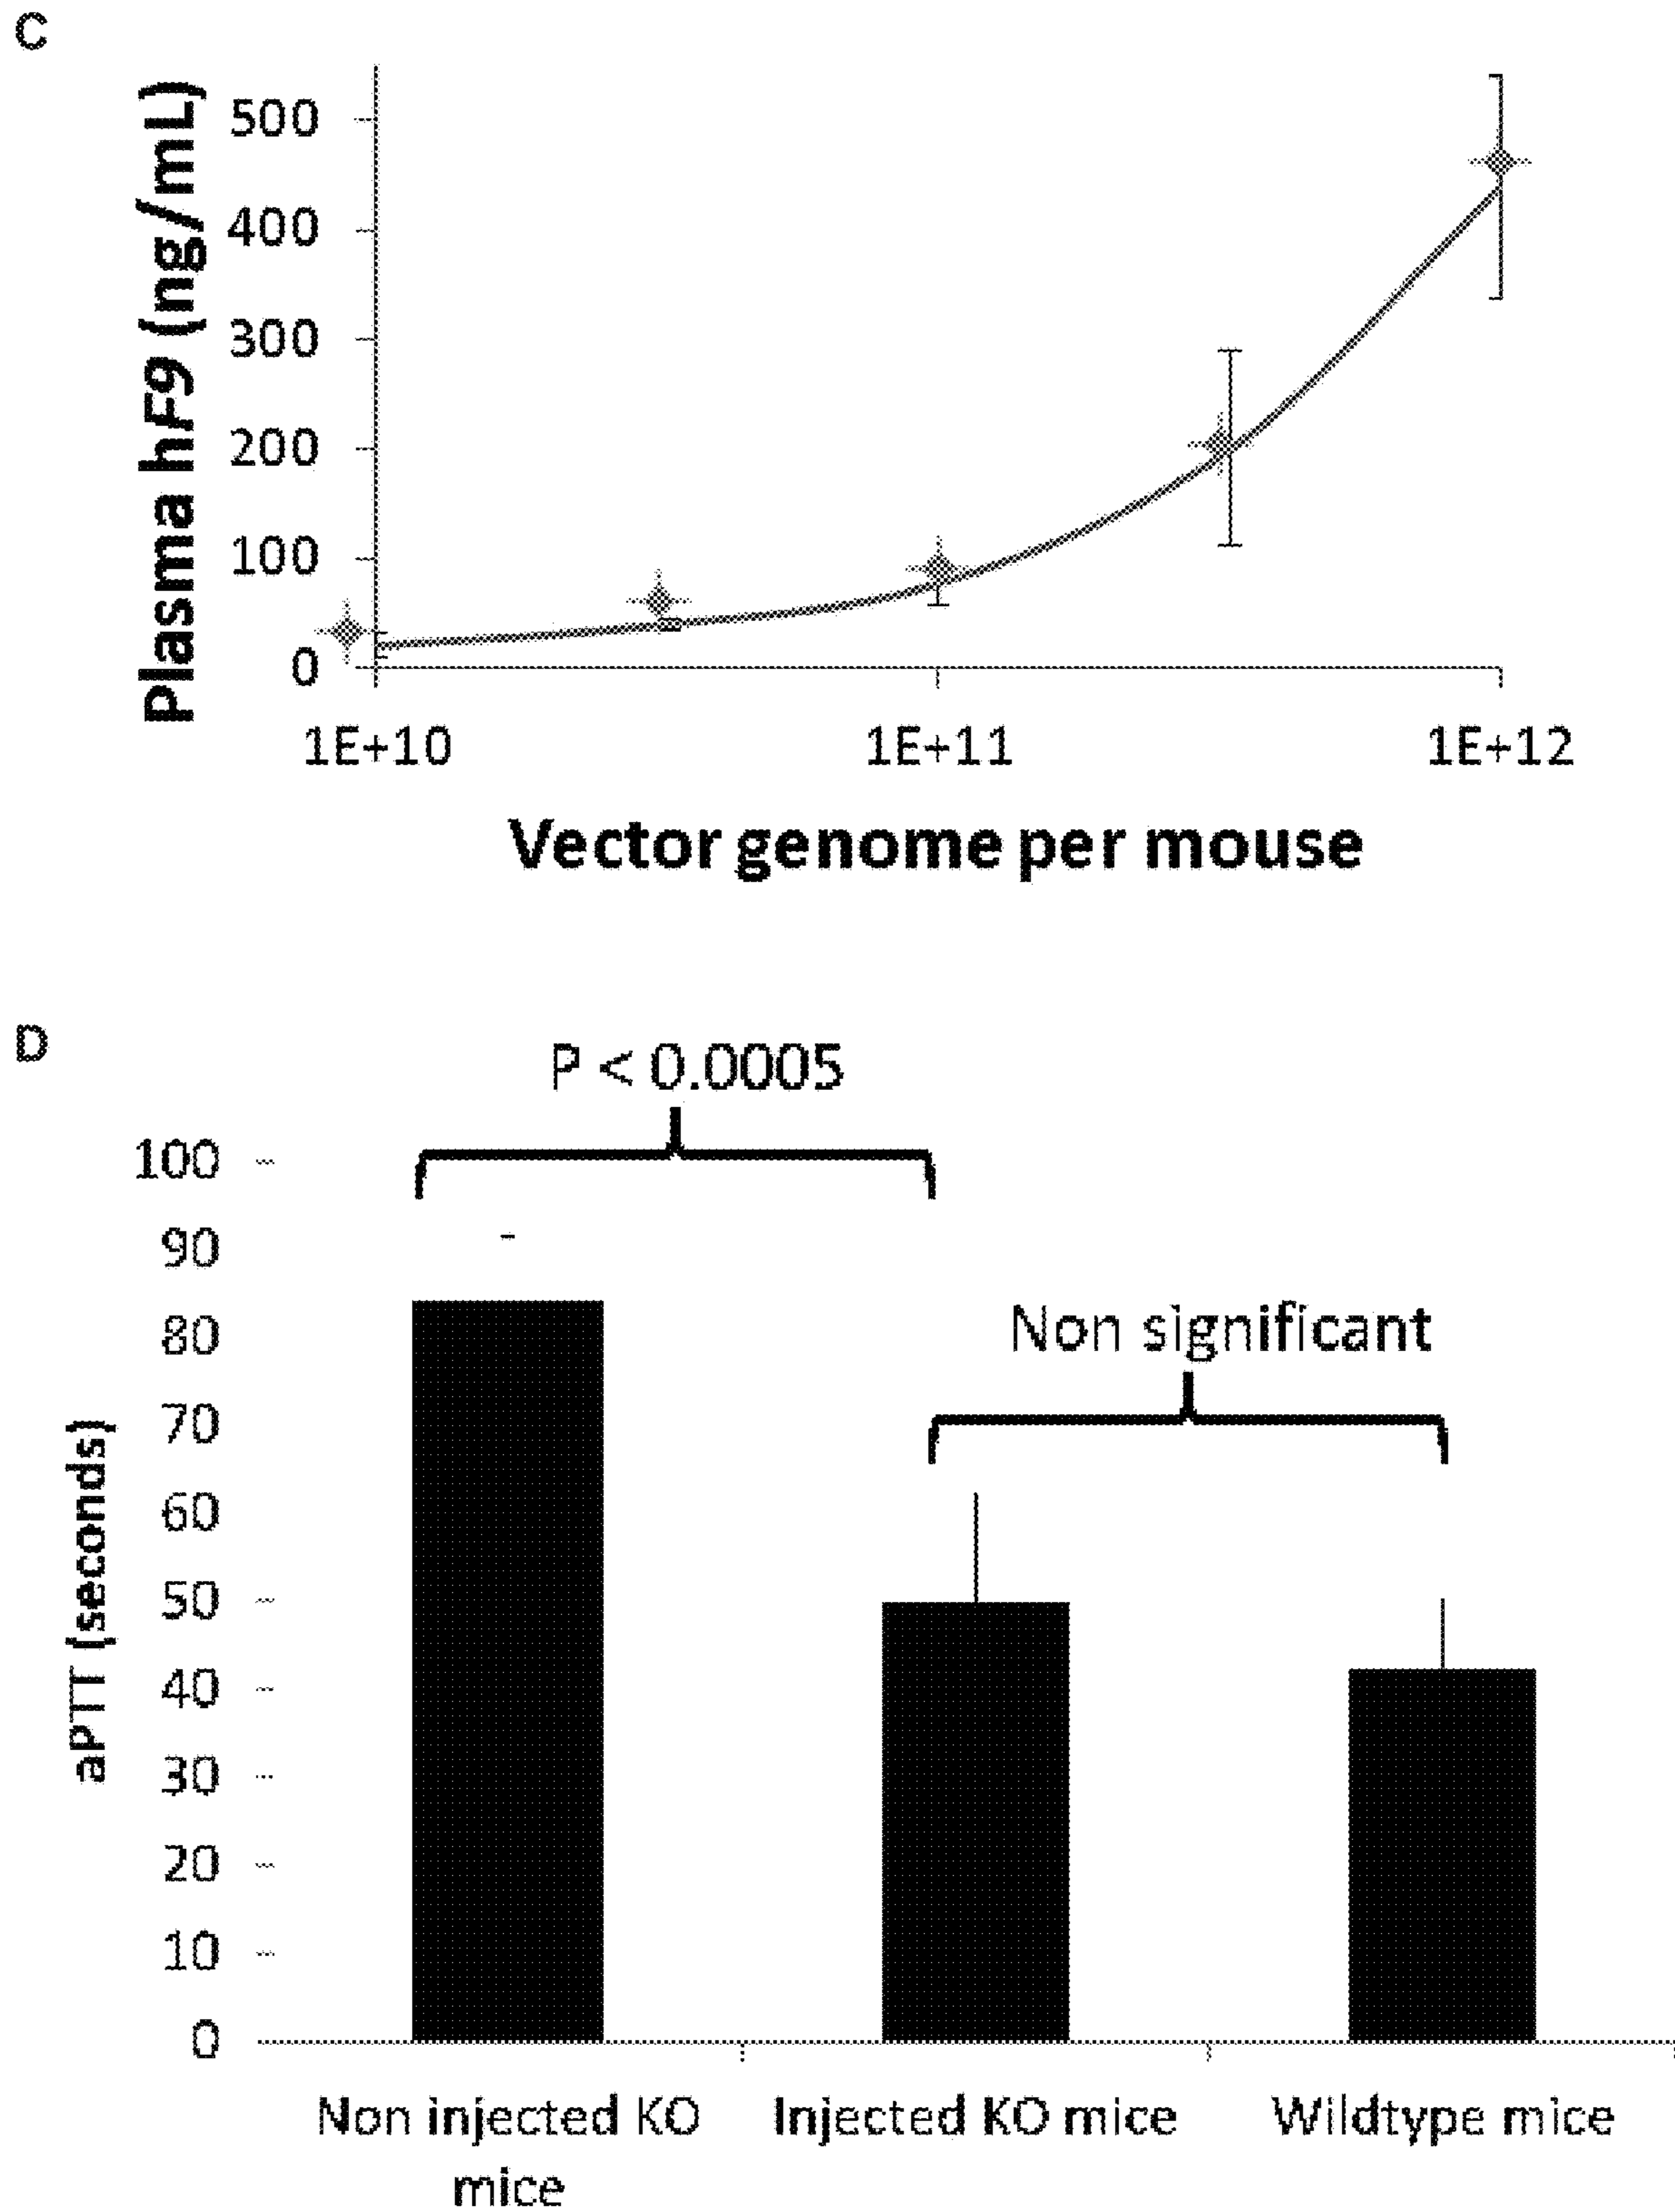 C
Plasma hF9 (ng/mL)
500
400
300
200
100
0
1E+10 1E+11 1E+12
Vector genome per mouse
D
P < 0.0005
Non significant
aPTT (seconds)
100
90
80
70
60
50
40
30
20
10
0
Non injected KO mice
Injected KO mice
Wildtype mice